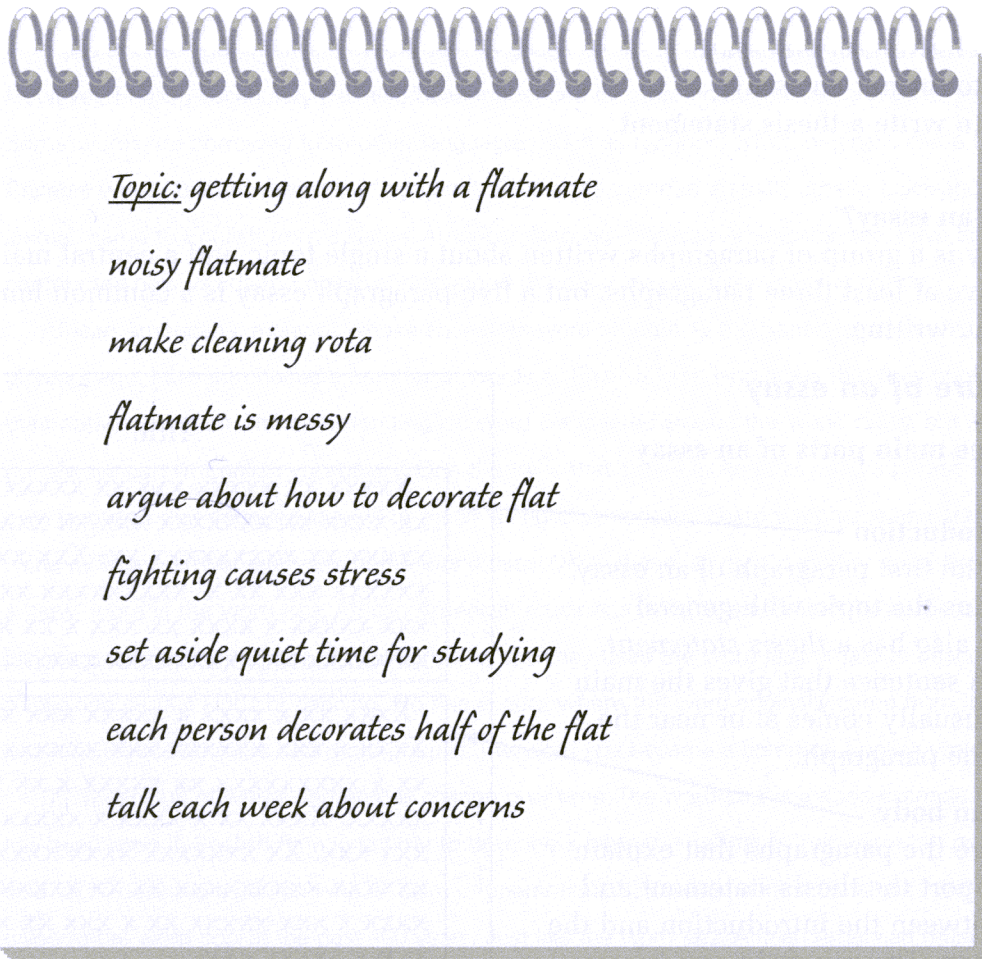 Topic: getting along with a flatmate
noisy flatmate
make cleaning rota
flatmate is messy
argue about how to decorate flat
fighting causes stress
set aside quiet time for studying
each person decorates half of the flat
talk each week about concerns